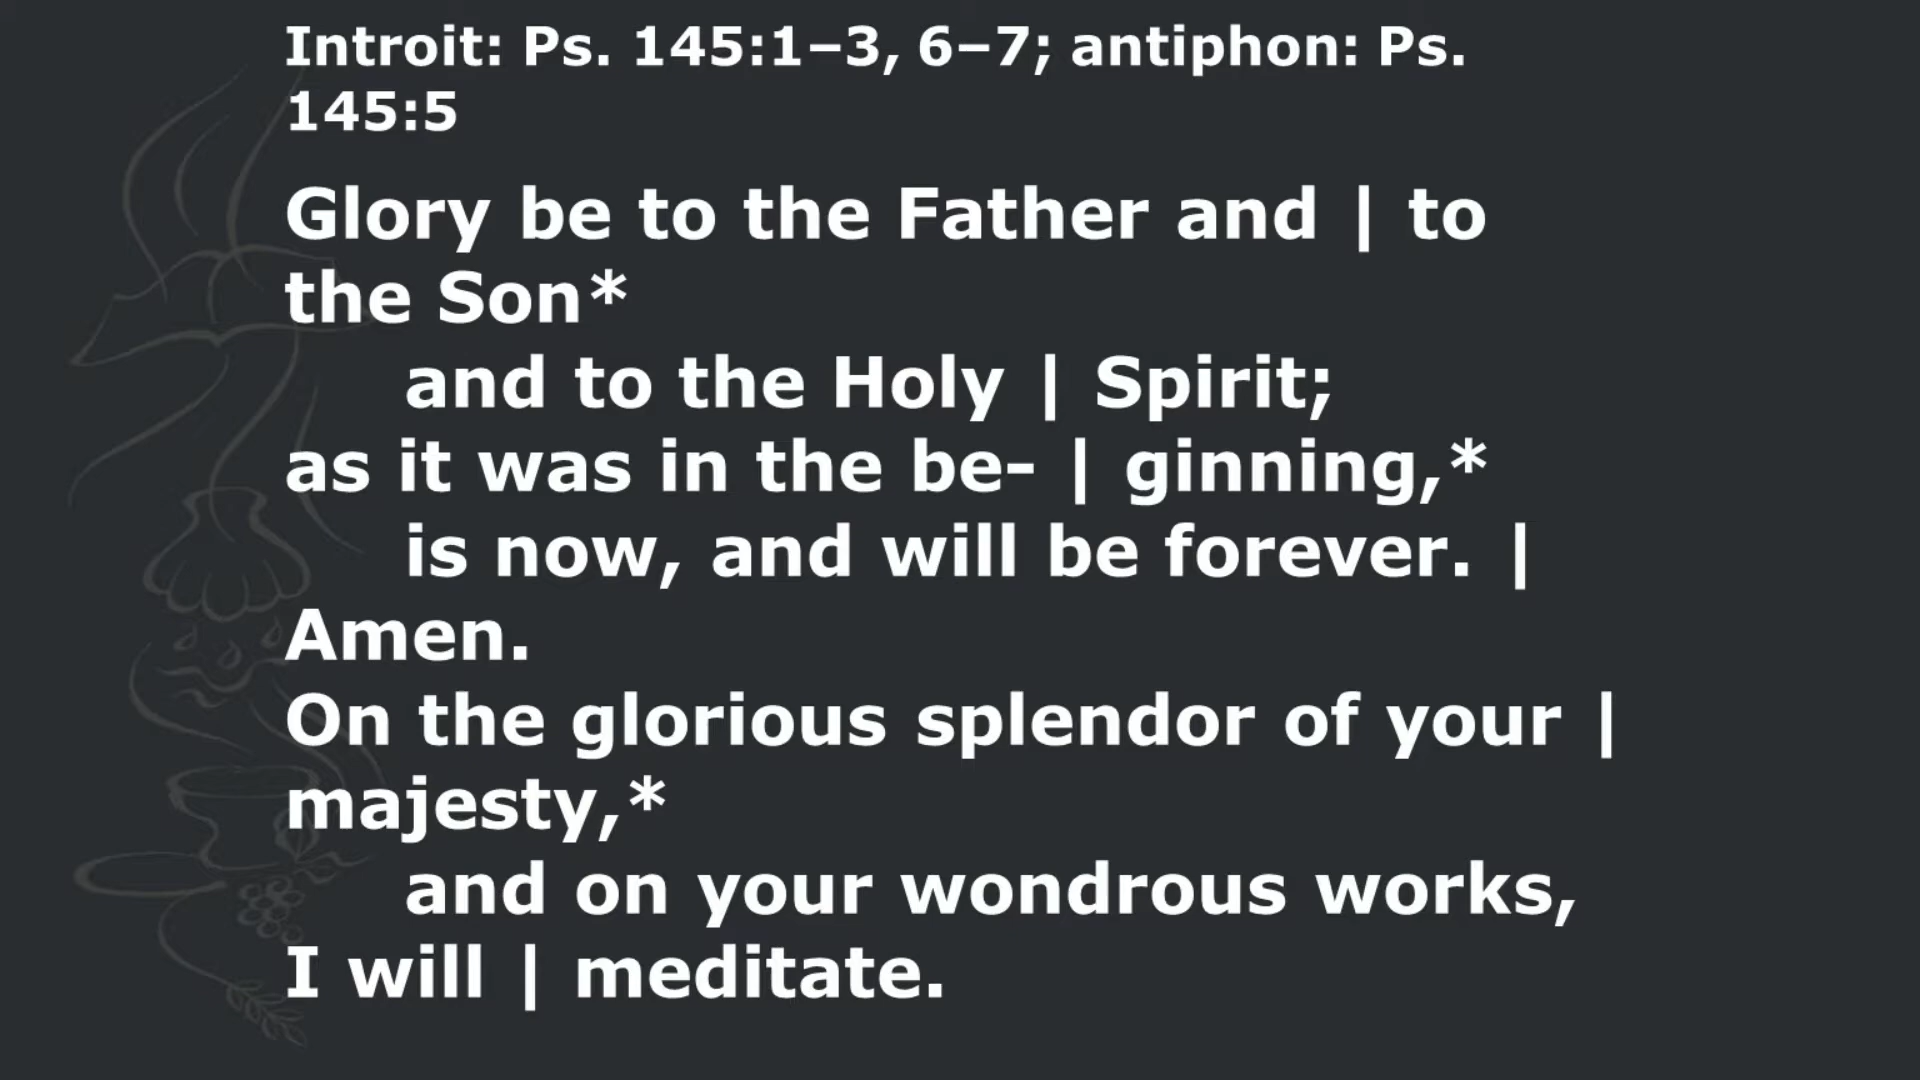 Introit: Ps. 145:1–3, 6–7; antiphon: Ps.
145:5
Glory be to the Father and | to
the Son*
and to the Holy | Spirit;
as it was in the be- | ginning,*
is now, and will be forever. |
Amen.
On the glorious splendor of your |
majesty,*
and on your wondrous works,
I will | meditate.